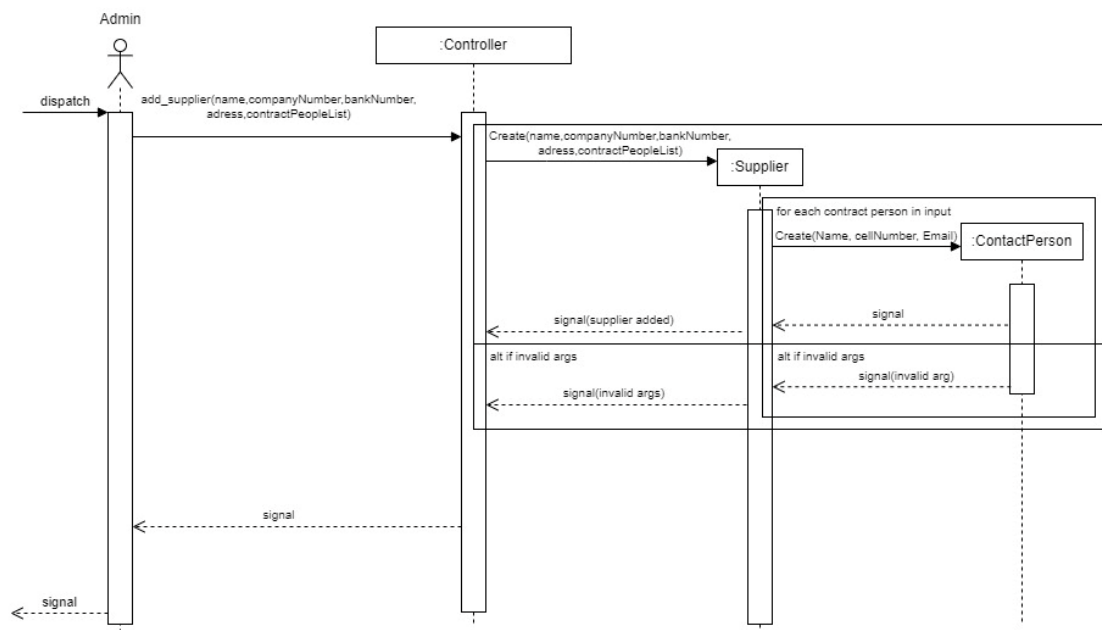 Admin
:Controller
dispatch
add_supplier(name,companyNumber,bankNumber,
adress,contractPeopleList)
Create(name,companyNumber,bankNumber,
adress,contractPeopleList)
:Supplier
for each contract person in input
Create(Name, cellNumber, Email)
:ContactPerson
signal
signal(supplier added)
alt if invalid args
alt if invalid args
signal(invalid arg)
signal(invalid args)
signal
signal